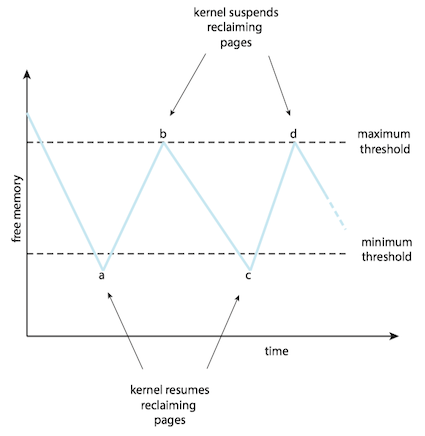 kernel suspends
reclaiming
pages
b
d
maximum
threshold
free memory
minimum
threshold
a
c
time
kernel resumes
reclaiming
pages